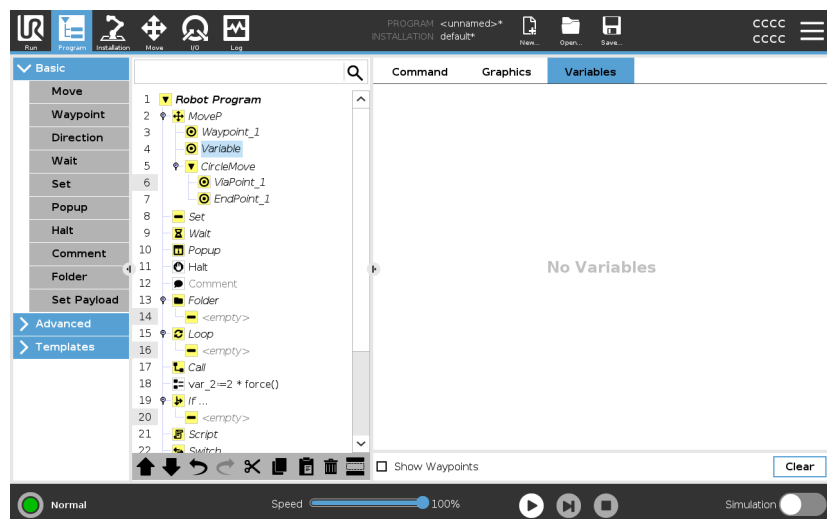 UR
PROGRAM <unnamed>*
INSTALLATION default*
CCCC
CCCC
Run Program Installation Move I/O Log New... Open... Save...
Basic
Command Graphics Variables
Move
Waypoint
Direction
Wait
Set
Popup
Halt
Comment
Folder
Set Payload
Advanced
Templates
1 Robot Program
2 MoveP
3 Waypoint_1
4 Variable
5 CircleMove
6 ViaPoint_1
7 EndPoint_1
8 Set
9 Wait
10 Popup
11 Halt
12 Comment
13 Folder
14 <empty>
15 Loop
16 <empty>
17 Call
18 var_2:=2 * force()
19 If ...
20 <empty>
21 Script
22 Switch
No Variables
Show Waypoints
Clear
Normal
Speed 100%
Simulation